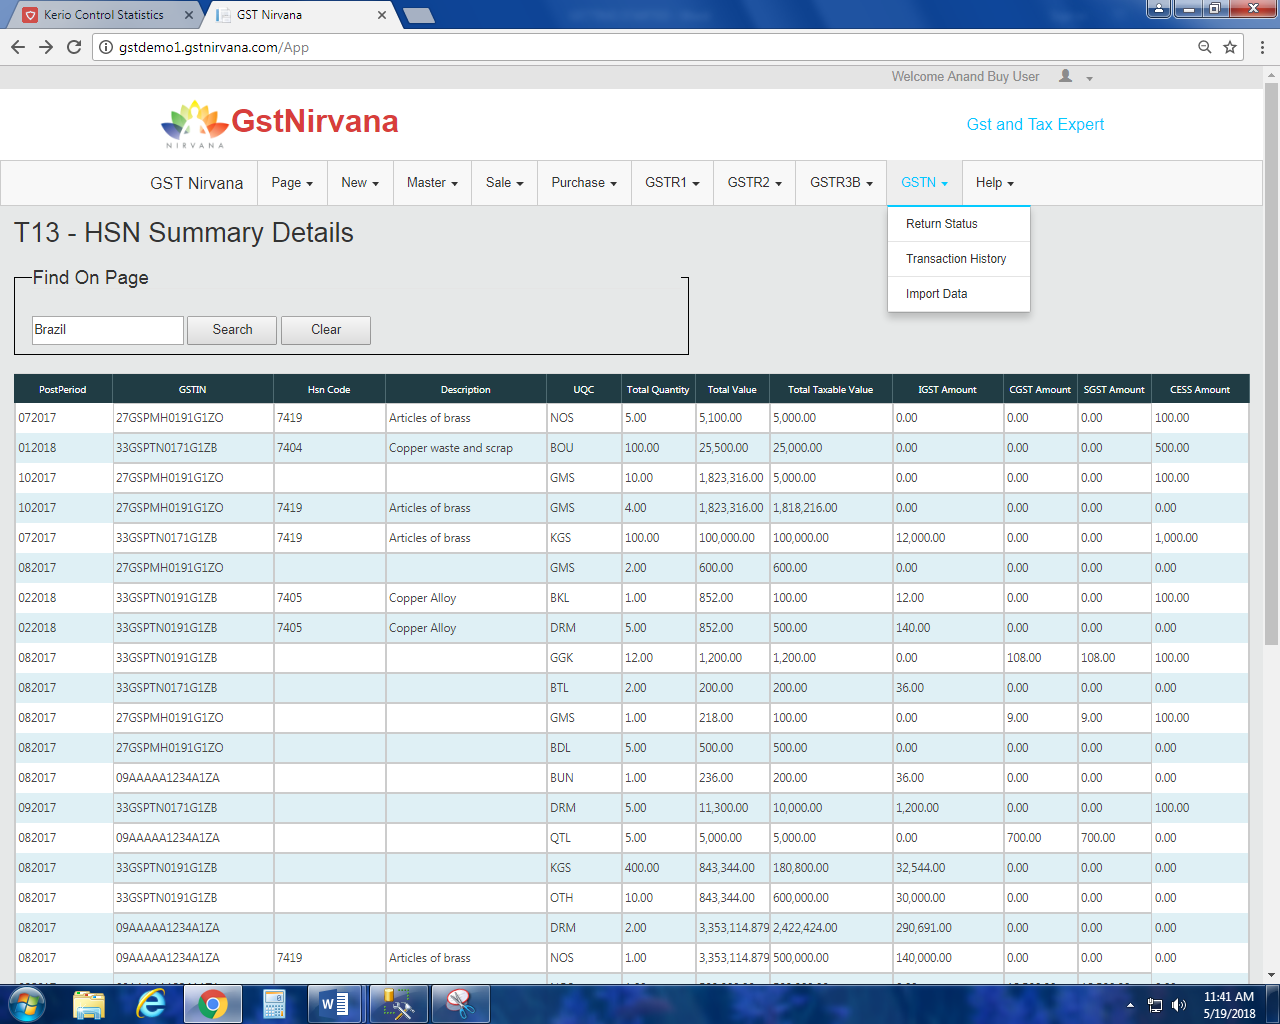 Kerio Control Statistics
GST Nirvana
gstdemo1.gstnirvana.com/App
Welcome Anand Buy User
NIRVANA
GstNirvana
Gst and Tax Expert
GST Nirvana Page New Master Sale Purchase GSTR1 GSTR2 GSTR3B GSTN Help
Return Status
Transaction History
Import Data
T13 - HSN Summary Details
Find On Page
Brazil Search Clear
PostPeriod GSTIN Hsn Code Description UQC Total Quantity Total Value Total Taxable Value IGST Amount CGST Amount SGST Amount CESS Amount
072017 27GSPMH0191G1ZO 7419 Articles of brass NOS 5.00 5,100.00 5,000.00 0.00 0.00 0.00 100.00
012018 33GSPTN0171G1ZB 7404 Copper waste and scrap BOU 100.00 25,500.00 25,000.00 0.00 0.00 0.00 500.00
102017 27GSPMH0191G1ZO GMS 10.00 1,823,316.00 5,000.00 0.00 0.00 0.00 100.00
102017 27GSPMH0191G1ZO 7419 Articles of brass GMS 4.00 1,823,316.00 1,818,216.00 0.00 0.00 0.00 0.00
072017 33GSPTN0171G1ZB 7419 Articles of brass KGS 100.00 100,000.00 100,000.00 12,000.00 0.00 0.00 1,000.00
082017 27GSPMH0191G1ZO GMS 2.00 600.00 600.00 0.00 0.00 0.00 0.00
022018 33GSPTN0191G1ZB 7405 Copper Alloy BKL 1.00 852.00 100.00 12.00 0.00 0.00 100.00
022018 33GSPTN0191G1ZB 7405 Copper Alloy DRM 5.00 852.00 500.00 140.00 0.00 0.00 0.00
082017 33GSPTN0191G1ZB GGK 12.00 1,200.00 1,200.00 0.00 108.00 108.00 100.00
082017 33GSPTN0171G1ZB BTL 2.00 200.00 200.00 36.00 0.00 0.00 0.00
082017 27GSPMH0191G1ZO GMS 1.00 218.00 100.00 0.00 9.00 9.00 100.00
082017 27GSPMH0191G1ZO BDL 5.00 500.00 500.00 0.00 0.00 0.00 0.00
082017 09AAAAA1234A1ZA BUN 1.00 236.00 200.00 36.00 0.00 0.00 0.00
092017 33GSPTN0171G1ZB DRM 5.00 11,300.00 10,000.00 1,200.00 0.00 0.00 100.00
082017 09AAAAA1234A1ZA QTL 5.00 5,000.00 5,000.00 0.00 700.00 700.00 0.00
082017 33GSPTN0191G1ZB KGS 400.00 843,344.00 180,800.00 32,544.00 0.00 0.00 0.00
082017 33GSPTN0191G1ZB OTH 10.00 843,344.00 600,000.00 30,000.00 0.00 0.00 0.00
082017 09AAAAA1234A1ZA DRM 2.00 3,353,114.879 2,422,424.00 290,691.00 0.00 0.00 0.00
082017 09AAAAA1234A1ZA 7419 Articles of brass NOS 1.00 3,353,114.879 500,000.00 140,000.00 0.00 0.00 0.00
11:41 AM
5/19/2018